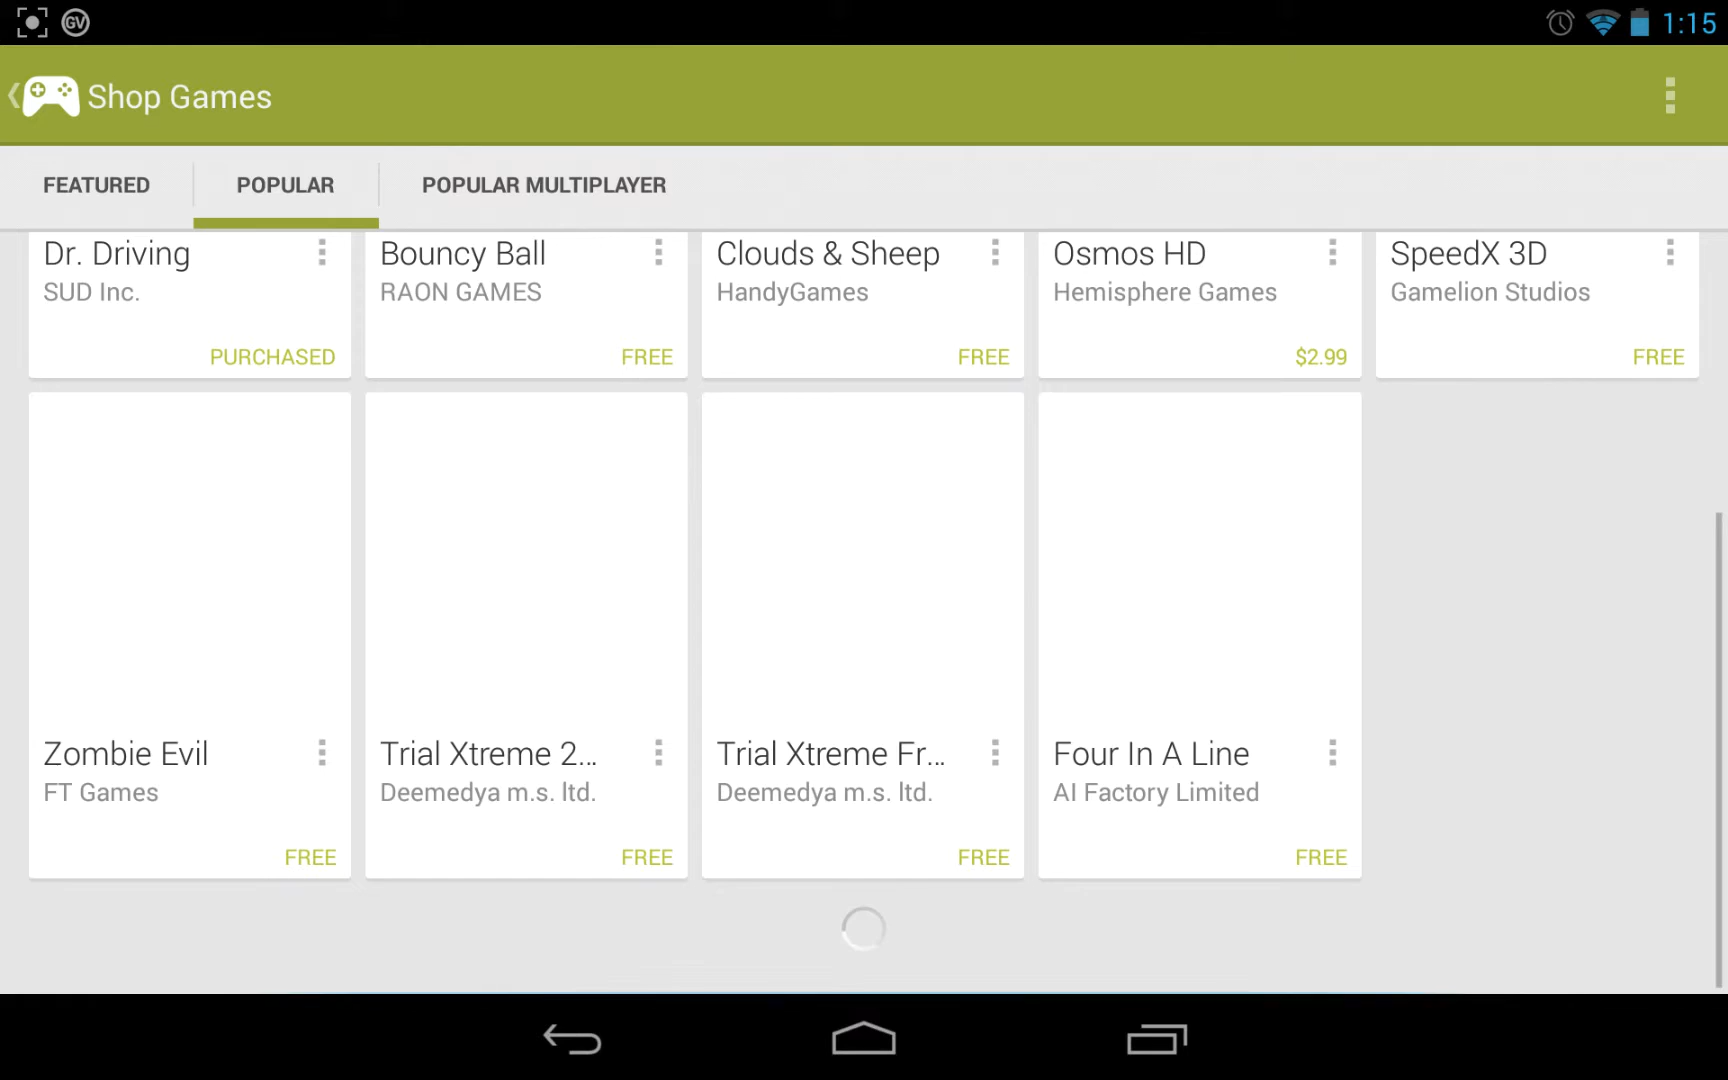 GV
1:15
Shop Games
FEATURED
POPULAR
POPULAR MULTIPLAYER
Dr. Driving
SUD Inc.
PURCHASED
Bouncy Ball
RAON GAMES
FREE
Clouds & Sheep
HandyGames
FREE
Osmos HD
Hemisphere Games
$2.99
SpeedX 3D
Gamelion Studios
FREE
Zombie Evil
FT Games
FREE
Trial Xtreme 2...
Deemedya m.s. ltd.
FREE
Trial Xtreme Fr...
Deemedya m.s. ltd.
FREE
Four In A Line
AI Factory Limited
FREE